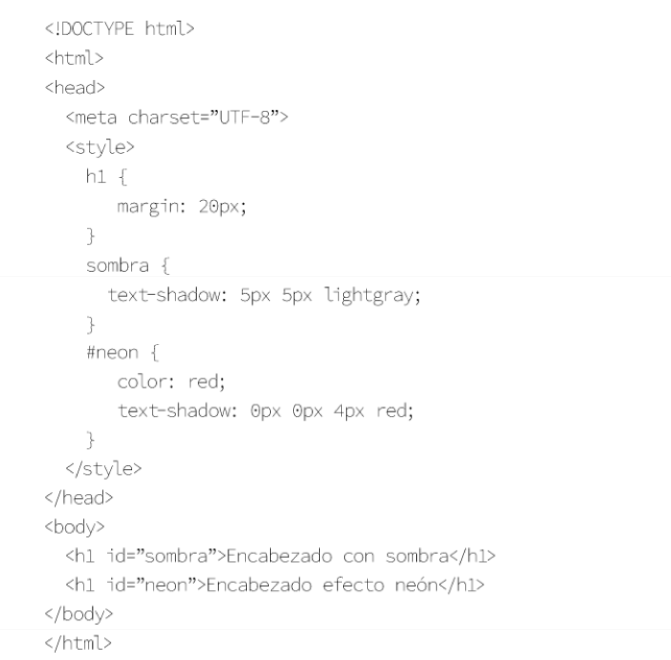 <!DOCTYPE html>
<html>
<head>
<meta charset=”UTF-8”>
<style>
h1 {
margin: 20px;
}
sombra {
text-shadow: 5px 5px lightgray;
}
#neon {
color: red;
text-shadow: 0px 0px 4px red;
}
</style>
</head>
<body>
<h1 id=”sombra”>Encabezado con sombra</h1>
<h1 id=”neon”>Encabezado efecto neón</h1>
</body>
</html>